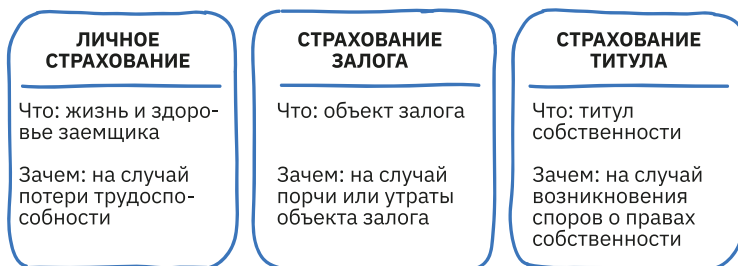 ЛИЧНОЕ
СТРАХОВАНИЕ
Что: жизнь и здоро-
вье заемщика
Зачем: на случай
потери трудоспо-
собности
СТРАХОВАНИЕ
ЗАЛОГА
Что: объект залога
Зачем: на случай
порчи или утраты
объекта залога
СТРАХОВАНИЕ
ТИТУЛА
Что: титул
собственности
Зачем: на случай
возникновения
споров о правах
собственности